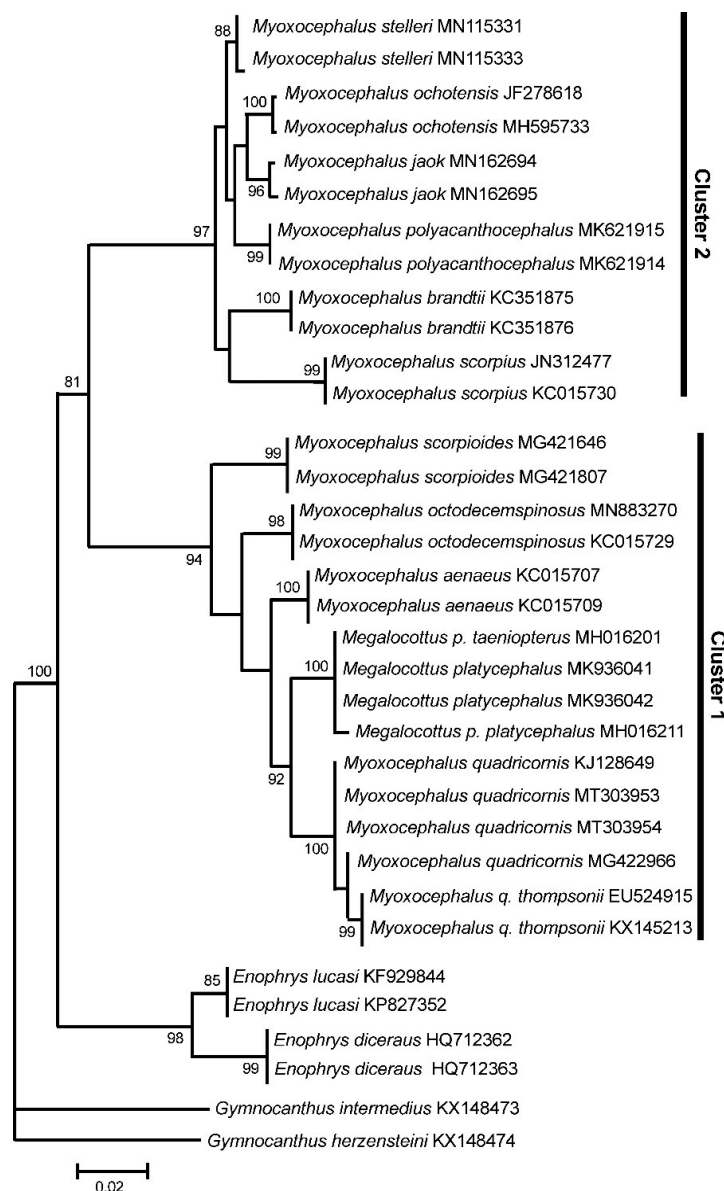 88
Myoxocephalus stelleri MN115331
Myoxocephalus stelleri MN115333
100
Myoxocephalus ochotensis JF278618
Myoxocephalus ochotensis MH595733
Myoxocephalus jaok MN162694
96
Myoxocephalus jaok MN162695
97
Myoxocephalus polyacanthocephalus MK621915
99
Myoxocephalus polyacanthocephalus MK621914
100
Myoxocephalus brandtii KC351875
Myoxocephalus brandtii KC351876
Myoxocephalus scorpius JN312477
99
Myoxocephalus scorpius KC015730
Cluster 2
81
Myoxocephalus scorpioides MG421646
99
Myoxocephalus scorpioides MG421807
Myoxocephalus octodecemspinosus MN883270
98
Myoxocephalus octodecemspinosus KC015729
94
Myoxocephalus aenaeus KC015707
100
Myoxocephalus aenaeus KC015709
Megalocottus p. taeniopterus MH016201
100
Megalocottus platycephalus MK936041
Megalocottus platycephalus MK936042
Megalocottus p. platycephalus MH016211
92
Myoxocephalus quadricornis KJ128649
Myoxocephalus quadricornis MT303953
Myoxocephalus quadricornis MT303954
100
Myoxocephalus quadricornis MG422966
Myoxocephalus q. thompsonii EU524915
99
Myoxocephalus q. thompsonii KX145213
Cluster 1
100
85
Enophrys lucasi KF929844
Enophrys lucasi KP827352
98
Enophrys diceraus HQ712362
99
Enophrys diceraus HQ712363
Gymnocanthus intermedius KX148473
Gymnocanthus herzensteini KX148474
0.02